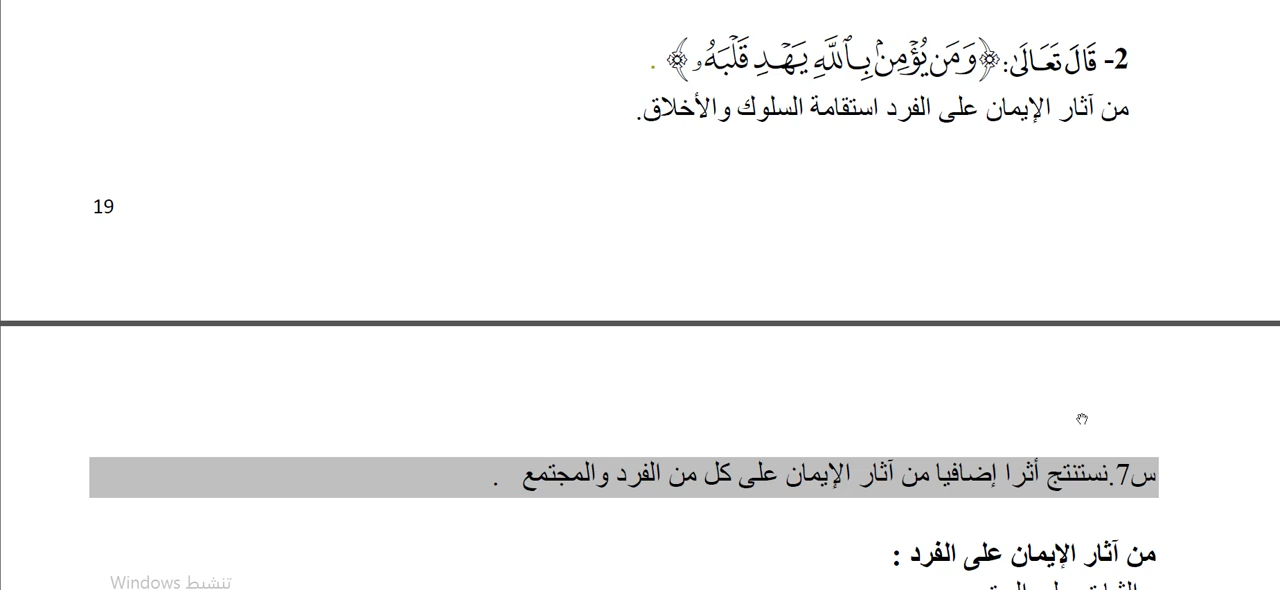 2- قَالَ تَعَالَىٰ: ﴿وَمَن يُؤْمِنۢ بِٱللَّهِ يَهْدِ قَلْبَهُۥ﴾ .
من آثار الإيمان على الفرد استقامة السلوك والأخلاق.
19
س7.نستنتج أثرا إضافيا من آثار الإيمان على كل من الفرد والمجتمع .
من آثار الإيمان على الفرد :
تنشيط Windows